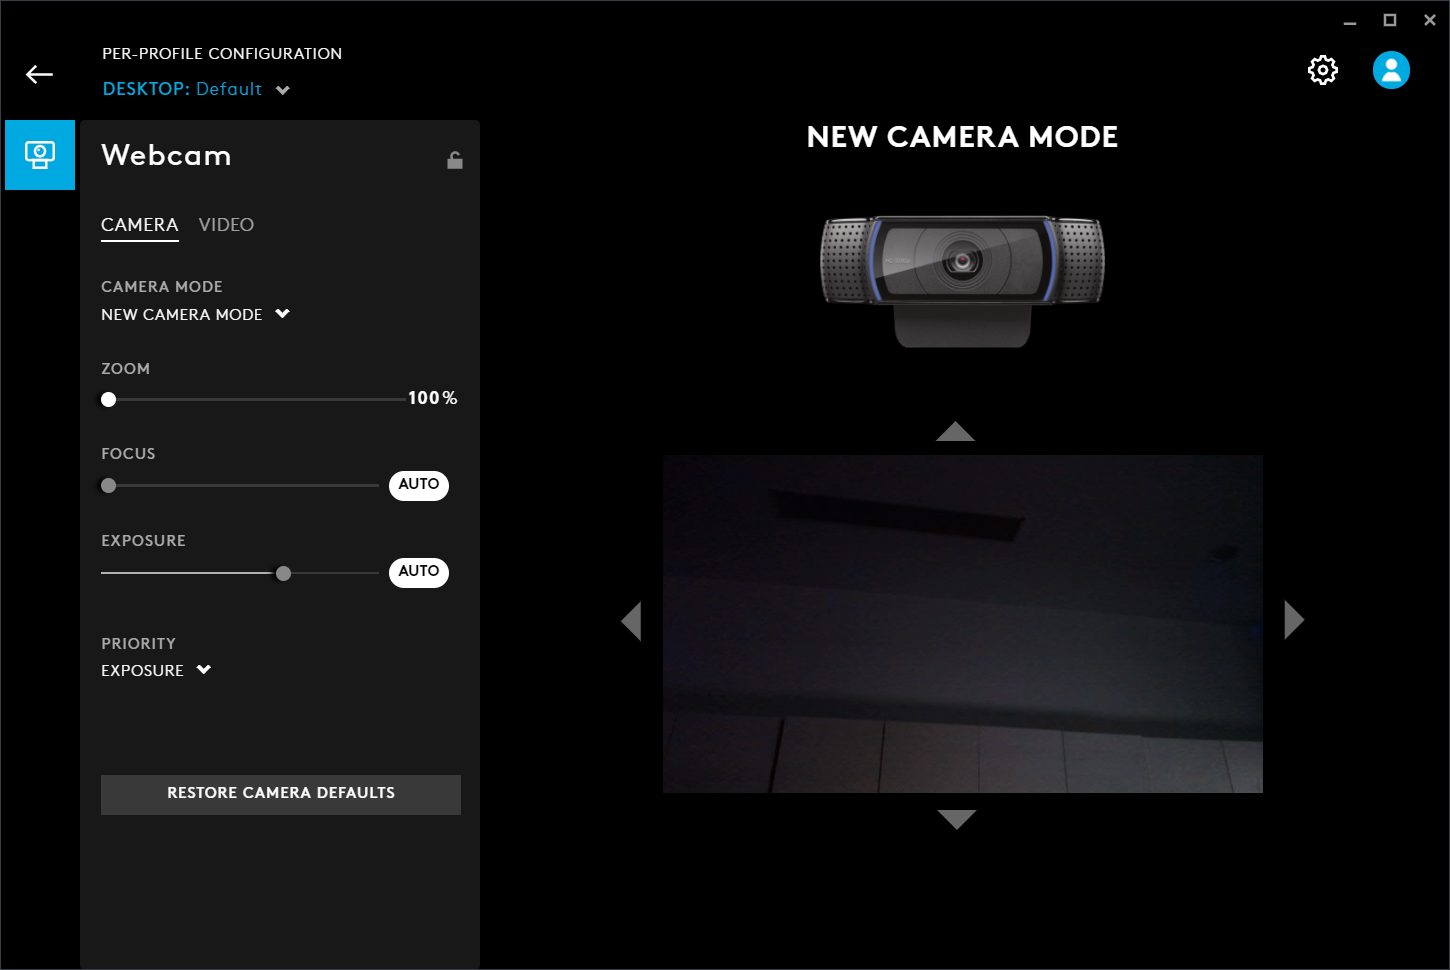 PER-PROFILE CONFIGURATION
DESKTOP: Default
Webcam
CAMERA VIDEO
CAMERA MODE
NEW CAMERA MODE
ZOOM
100%
FOCUS
AUTO
EXPOSURE
AUTO
PRIORITY
EXPOSURE
RESTORE CAMERA DEFAULTS
NEW CAMERA MODE